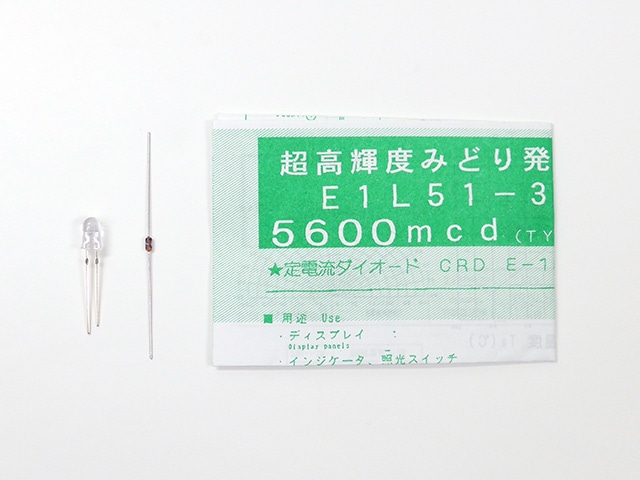 超高輝度みどり発
E1L51-3
5600mcd (TY
★定電流ダイオード CRD E-1
■ 用途 Use
・ディスプレイ
Display panels
・インジケータ、照光スイッチ